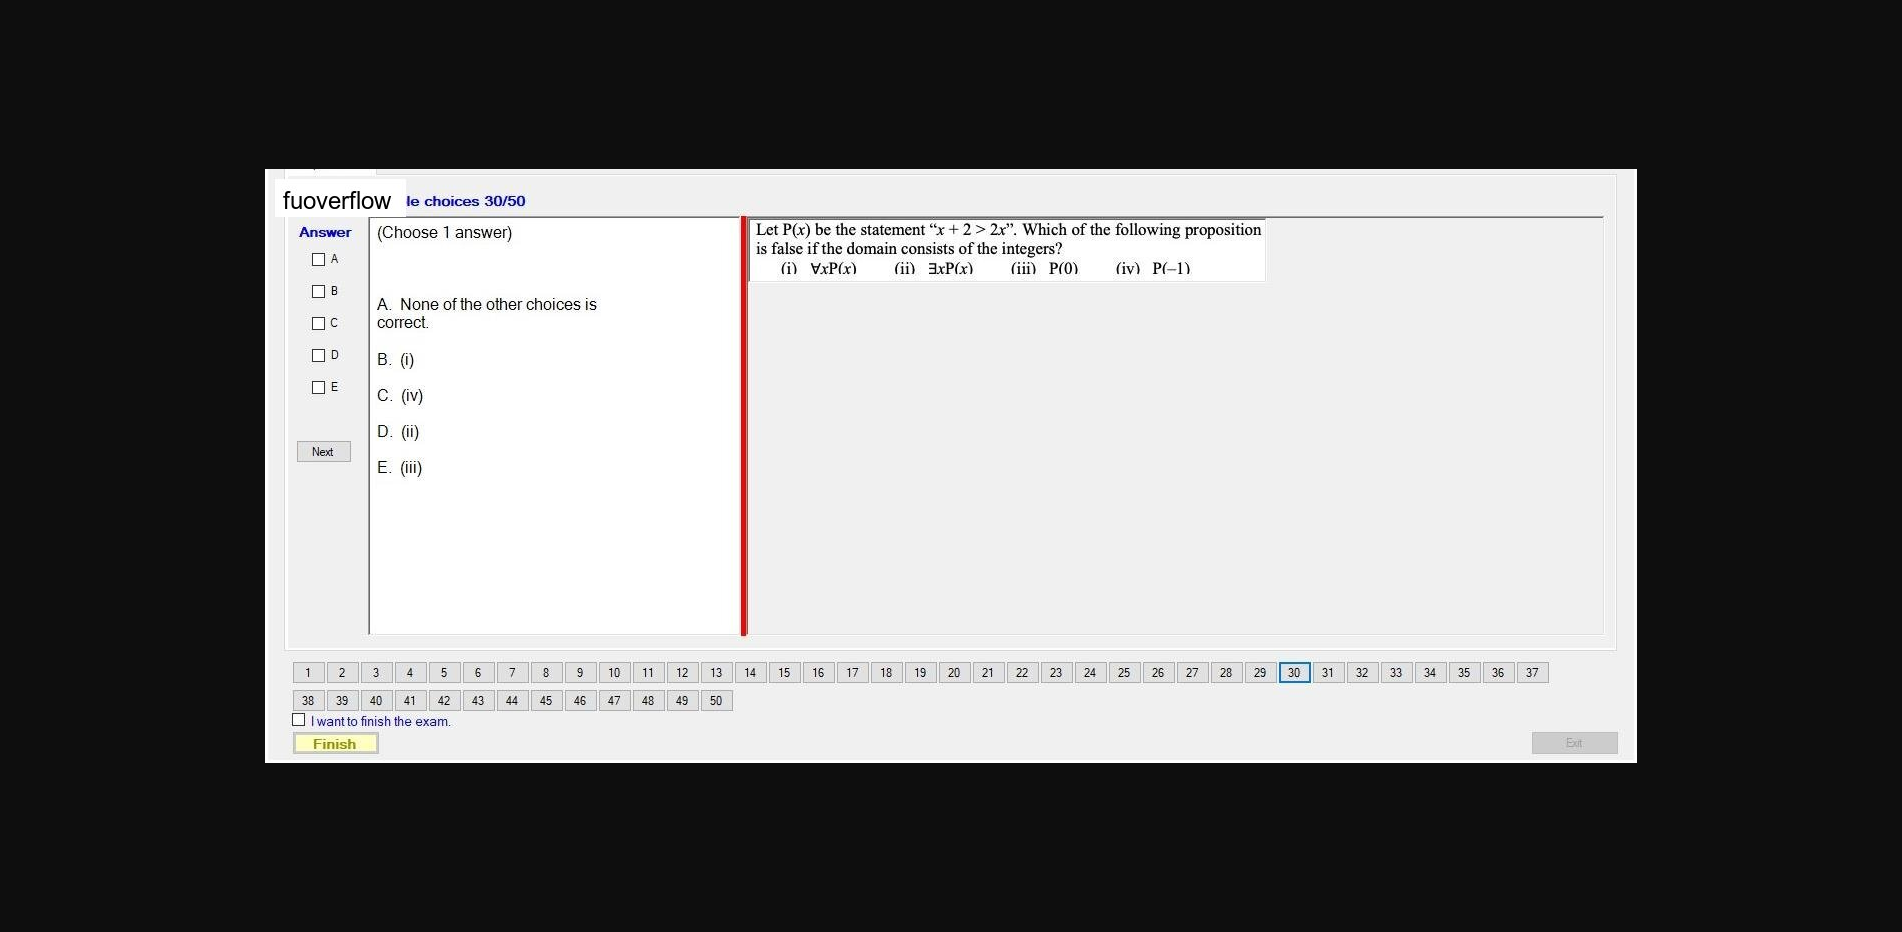 fuoverflow le choices 30/50
Answer
A
B
C
D
E
Next
(Choose 1 answer)
A. None of the other choices is
correct.
B. (i)
C. (iv)
D. (ii)
E. (iii)
Let P(x) be the statement “x + 2 > 2x”. Which of the following proposition
is false if the domain consists of the integers?
(i) ∀xP(x) (ii) ∃xP(x) (iii) P(0) (iv) P(–1)
1 2 3 4 5 6 7 8 9 10 11 12 13 14 15 16 17 18 19 20 21 22 23 24 25 26 27 28 29 30 31 32 33 34 35 36 37
38 39 40 41 42 43 44 45 46 47 48 49 50
I want to finish the exam.
Finish
Exit